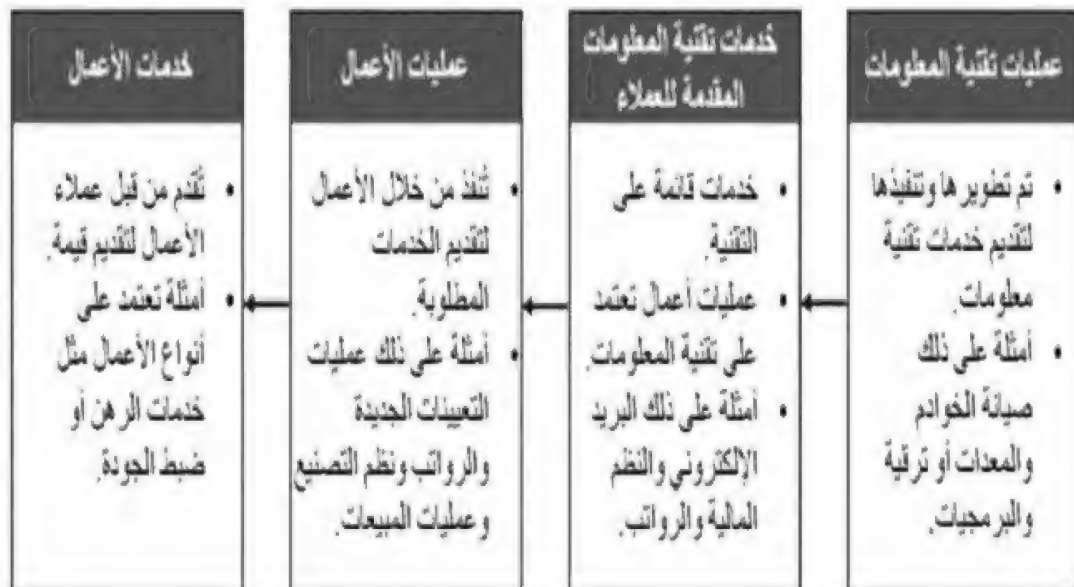 عمليات تقنية المعلومات
• تم تطويرها وتنفيذها
لتقديم خدمات تقنية
معلومات.
• أمثلة على ذلك
صيانة الخوادم
والمعدات أو ترقية
والبرمجيات.
خدمات تقنية المعلومات
المقدمة للعملاء
• خدمات قائمة على
التقنية.
• عمليات أعمال تعتمد
على تقنية المعلومات.
• أمثلة على ذلك البريد
الإلكتروني والنظم
المالية والرواتب.
عمليات الأعمال
• تُنفذ من خلال الأعمال
لتقديم الخدمات
المطلوبة.
• أمثلة على ذلك عمليات
التعيينات الجديدة
والرواتب ونظم التصنيع
وعمليات المبيعات.
خدمات الأعمال
• تُقدم من قبل عملاء
الأعمال لتقديم قيمة.
• أمثلة تعتمد على
أنواع الأعمال مثل
خدمات الرهن أو
ضبط الجودة.